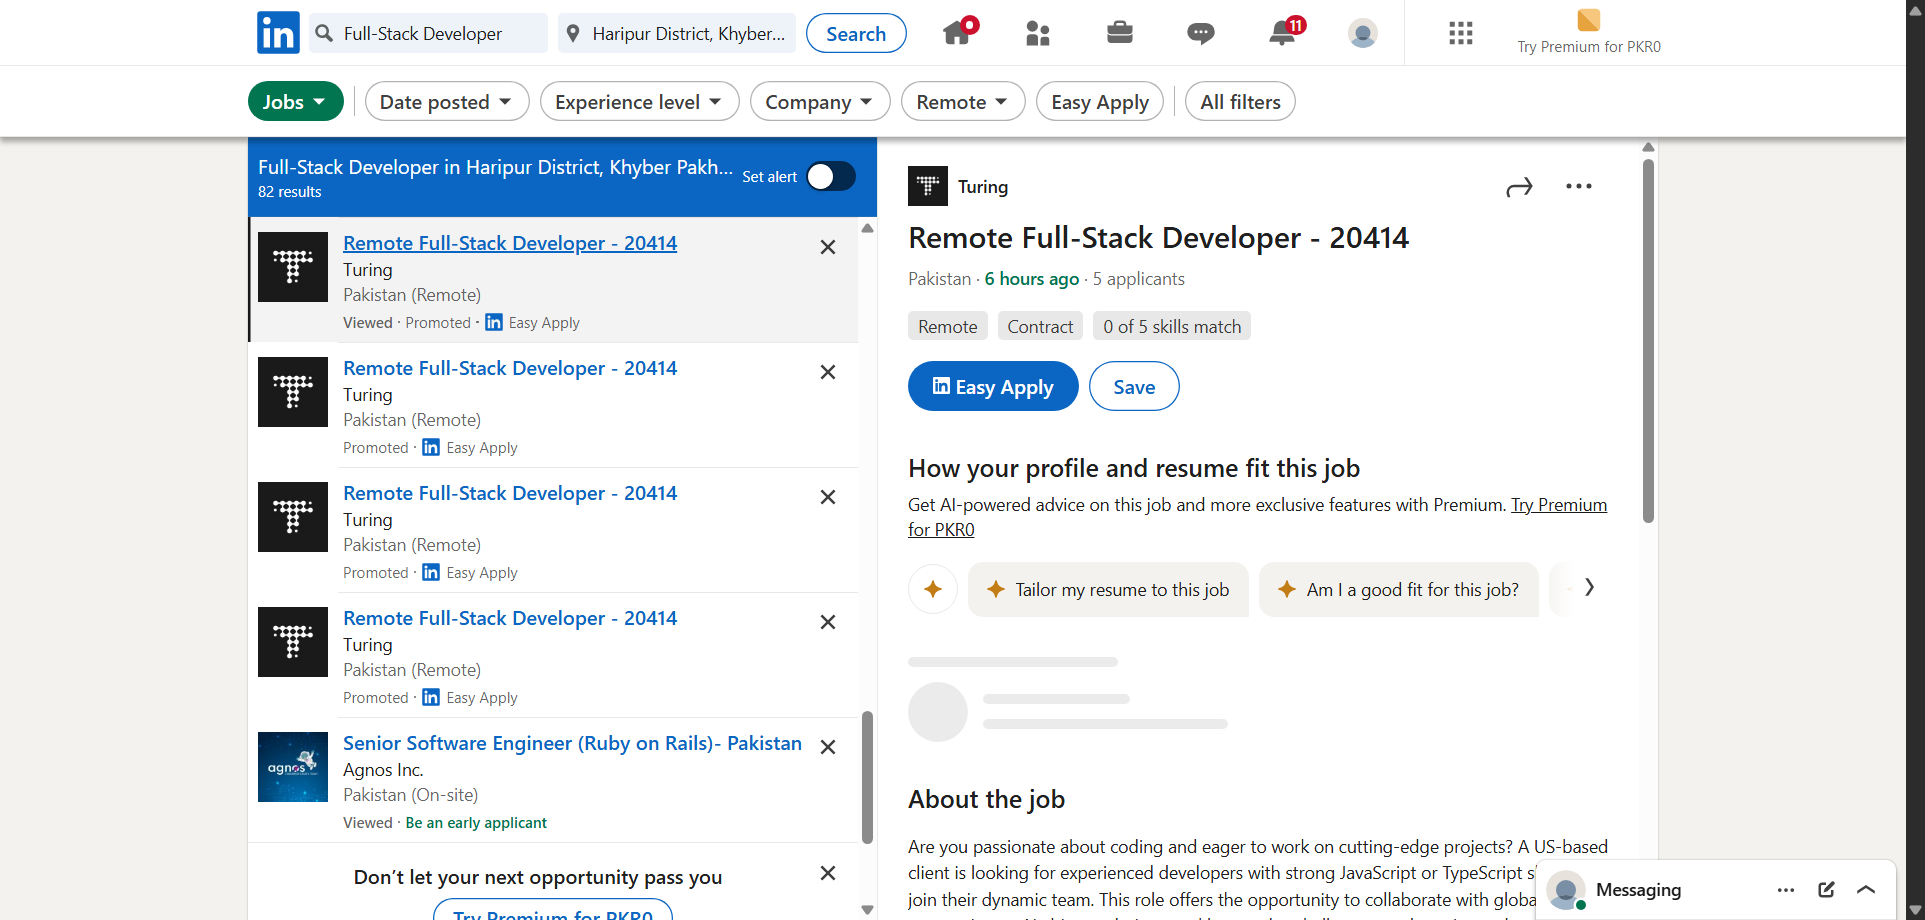 in
Full-Stack Developer
Haripur District, Khyber...
Search
11
Try Premium for PKR0
Jobs
Date posted
Experience level
Company
Remote
Easy Apply
All filters
Full-Stack Developer in Haripur District, Khyber Pakh...
82 results
Set alert
Remote Full-Stack Developer - 20414
Turing
Pakistan (Remote)
Viewed · Promoted · in Easy Apply
Remote Full-Stack Developer - 20414
Turing
Pakistan (Remote)
Promoted · in Easy Apply
Remote Full-Stack Developer - 20414
Turing
Pakistan (Remote)
Promoted · in Easy Apply
Remote Full-Stack Developer - 20414
Turing
Pakistan (Remote)
Promoted · in Easy Apply
agnos
Senior Software Engineer (Ruby on Rails)- Pakistan
Agnos Inc.
Pakistan (On-site)
Viewed · Be an early applicant
Don't let your next opportunity pass you
Try Premium for PKR0
Turing
Remote Full-Stack Developer - 20414
Pakistan · 6 hours ago · 5 applicants
Remote
Contract
0 of 5 skills match
in Easy Apply
Save
How your profile and resume fit this job
Get AI-powered advice on this job and more exclusive features with Premium. Try Premium
for PKR0
Tailor my resume to this job
Am I a good fit for this job?
About the job
Are you passionate about coding and eager to work on cutting-edge projects? A US-based
client is looking for experienced developers with strong JavaScript or TypeScript
join their dynamic team. This role offers the opportunity to collaborate with
Messaging